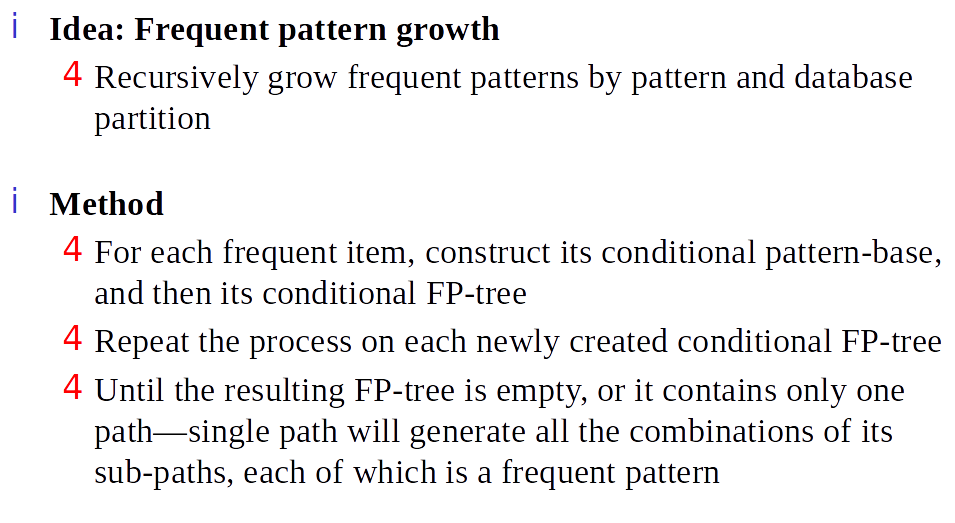 i Idea: Frequent pattern growth
4 Recursively grow frequent patterns by pattern and database
partition
i Method
4 For each frequent item, construct its conditional pattern-base,
and then its conditional FP-tree
4 Repeat the process on each newly created conditional FP-tree
4 Until the resulting FP-tree is empty, or it contains only one
path—single path will generate all the combinations of its
sub-paths, each of which is a frequent pattern